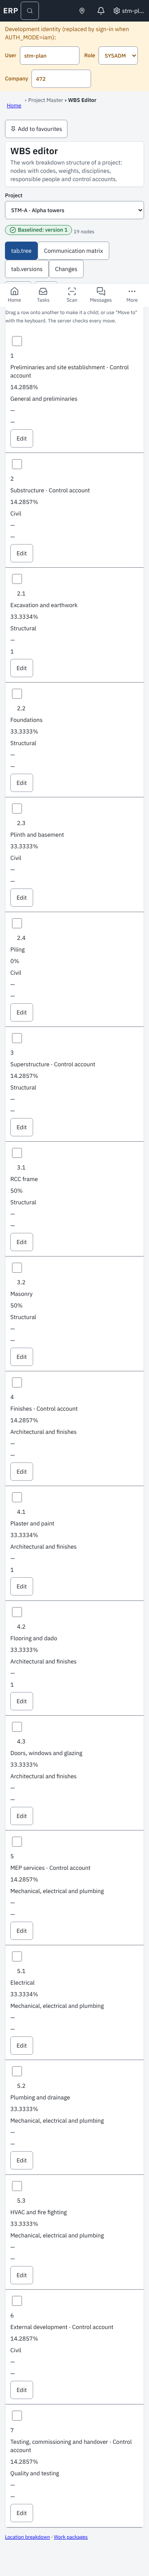 ERP
stm-pl...
Development identity (replaced by sign-in when
AUTH_MODE=iam):
User
stm-plan
Role
SYSADM
Company
472
Home › Project Master › WBS Editor
Add to favourites
WBS editor
The work breakdown structure of a project:
nodes with codes, weights, disciplines,
responsible people and control accounts.
Project
STM-A · Alpha towers
Baselined: version 1
19 nodes
tab.tree
Communication matrix
tab.versions
Changes
Home
Tasks
Scan
Messages
More
Drag a row onto another to make it a child, or use "Move to"
with the keyboard. The server checks every move.
1
Preliminaries and site establishment · Control
account
14.2858%
General and preliminaries
—
—
Edit
2
Substructure · Control account
14.2857%
Civil
—
—
Edit
2.1
Excavation and earthwork
33.3334%
Structural
—
1
Edit
2.2
Foundations
33.3333%
Structural
—
—
Edit
2.3
Plinth and basement
33.3333%
Civil
—
—
Edit
2.4
Piling
0%
Civil
—
—
Edit
3
Superstructure · Control account
14.2857%
Structural
—
—
Edit
3.1
RCC frame
50%
Structural
—
—
Edit
3.2
Masonry
50%
Structural
—
—
Edit
4
Finishes · Control account
14.2857%
Architectural and finishes
—
—
Edit
4.1
Plaster and paint
33.3334%
Architectural and finishes
—
1
Edit
4.2
Flooring and dado
33.3333%
Architectural and finishes
—
1
Edit
4.3
Doors, windows and glazing
33.3333%
Architectural and finishes
—
—
Edit
5
MEP services · Control account
14.2857%
Mechanical, electrical and plumbing
—
—
Edit
5.1
Electrical
33.3334%
Mechanical, electrical and plumbing
—
—
Edit
5.2
Plumbing and drainage
33.3333%
Mechanical, electrical and plumbing
—
—
Edit
5.3
HVAC and fire fighting
33.3333%
Mechanical, electrical and plumbing
—
—
Edit
6
External development · Control account
14.2857%
Civil
—
—
Edit
7
Testing, commissioning and handover · Control
account
14.2857%
Quality and testing
—
—
Edit
Location breakdown · Work packages